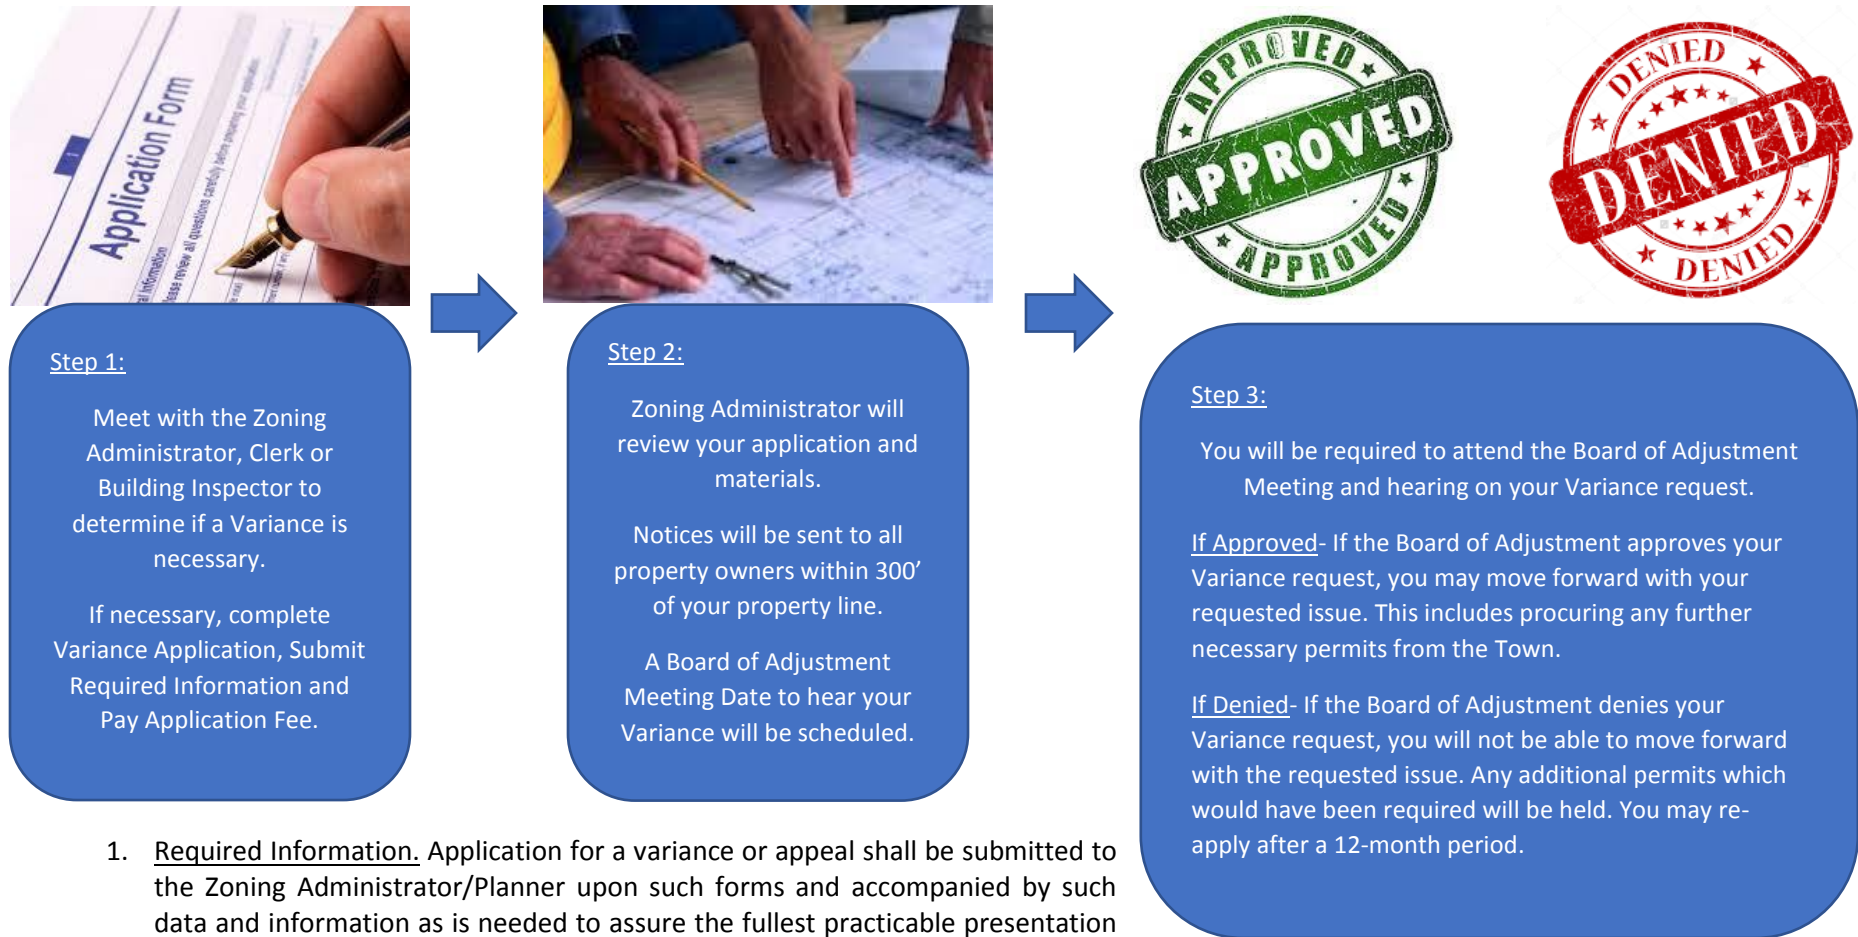 1
Application Form
al Information
lease review all questions carefully before
APPROVED
APPROVED
APPROVED
DENIED
DENIED
DENIED
Step 1:
Meet with the Zoning
Administrator, Clerk or
Building Inspector to
determine if a Variance is
necessary.
If necessary, complete
Variance Application, Submit
Required Information and
Pay Application Fee.
Step 2:
Zoning Administrator will
review your application and
materials.
Notices will be sent to all
property owners within 300’
of your property line.
A Board of Adjustment
Meeting Date to hear your
Variance will be scheduled.
Step 3:
You will be required to attend the Board of Adjustment
Meeting and hearing on your Variance request.
If Approved- If the Board of Adjustment approves your
Variance request, you may move forward with your
requested issue. This includes procuring any further
necessary permits from the Town.
If Denied- If the Board of Adjustment denies your
Variance request, you will not be able to move forward
with the requested issue. Any additional permits which
would have been required will be held. You may re-
apply after a 12-month period.
1. Required Information. Application for a variance or appeal shall be submitted to
the Zoning Administrator/Planner upon such forms and accompanied by such
data and information as is needed to assure the fullest practicable presentation